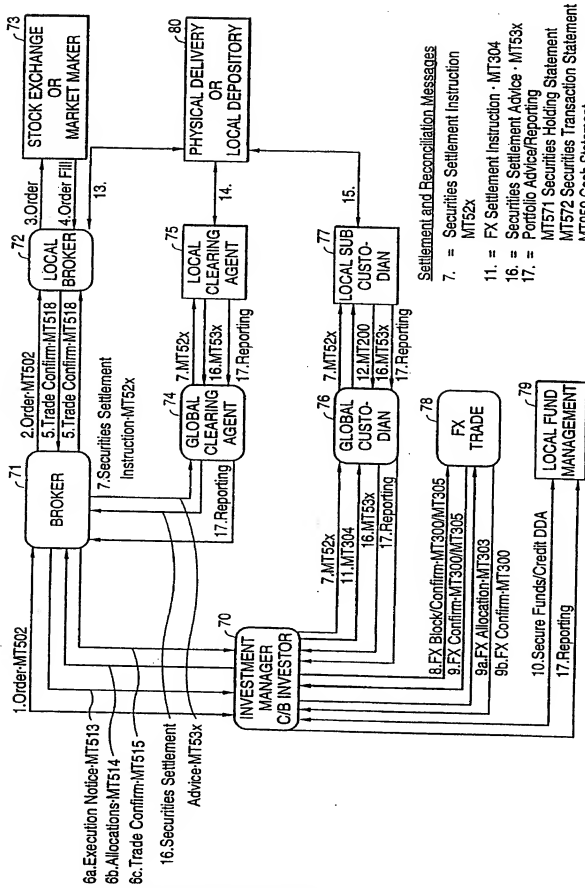 73
STOCK EXCHANGE
OR
MARKET MAKER
80
PHYSICAL DELIVERY
OR
LOCAL DEPOSITORY
3.Order
4.Order Fill
13.
14.
15.
72
LOCAL
BROKER
75
LOCAL
CLEARING
AGENT
77
LOCAL SUB
CUSTO-
DIAN
2.Order·MT502
5.Trade Confirm·MT518
5.Trade Confirm·MT518
7.MT52x
16.MT53x
17.Reporting
7.MT52x
12.MT200
16.MT53x
17.Reporting
71
BROKER
7.Securities Settlement
Instruction·MT52x
74
GLOBAL
CLEARING
AGENT
17.Reporting
76
GLOBAL
CUSTO-
DIAN
78
FX
TRADE
79
LOCAL FUND
MANAGEMENT
1.Order·MT502
6a.Execution Notice·MT513
6b.Allocations·MT514
6c.Trade Confirm·MT515
16.Securities Settlement
Advice·MT53x
70
INVESTMENT
MANAGER
C/B INVESTOR
7.MT52x
11.MT304
16.MT53x
17.Reporting
8.FX Block/Confirm·MT300/MT305
9.FX Confirm·MT300/MT305
9a.FX Allocation·MT303
9b.FX Confirm·MT300
10.Secure Funds/Credit DDA
17.Reporting
Settlement and Reconciliation Messages
7. = Securities Settlement Instruction
MT52x
11. = FX Settlement Instruction · MT304
16. = Securities Settlement Advice · MT53x
17. = Portfolio Advice/Reporting
MT571 Securities Holding Statement
MT572 Securities Transaction Statement